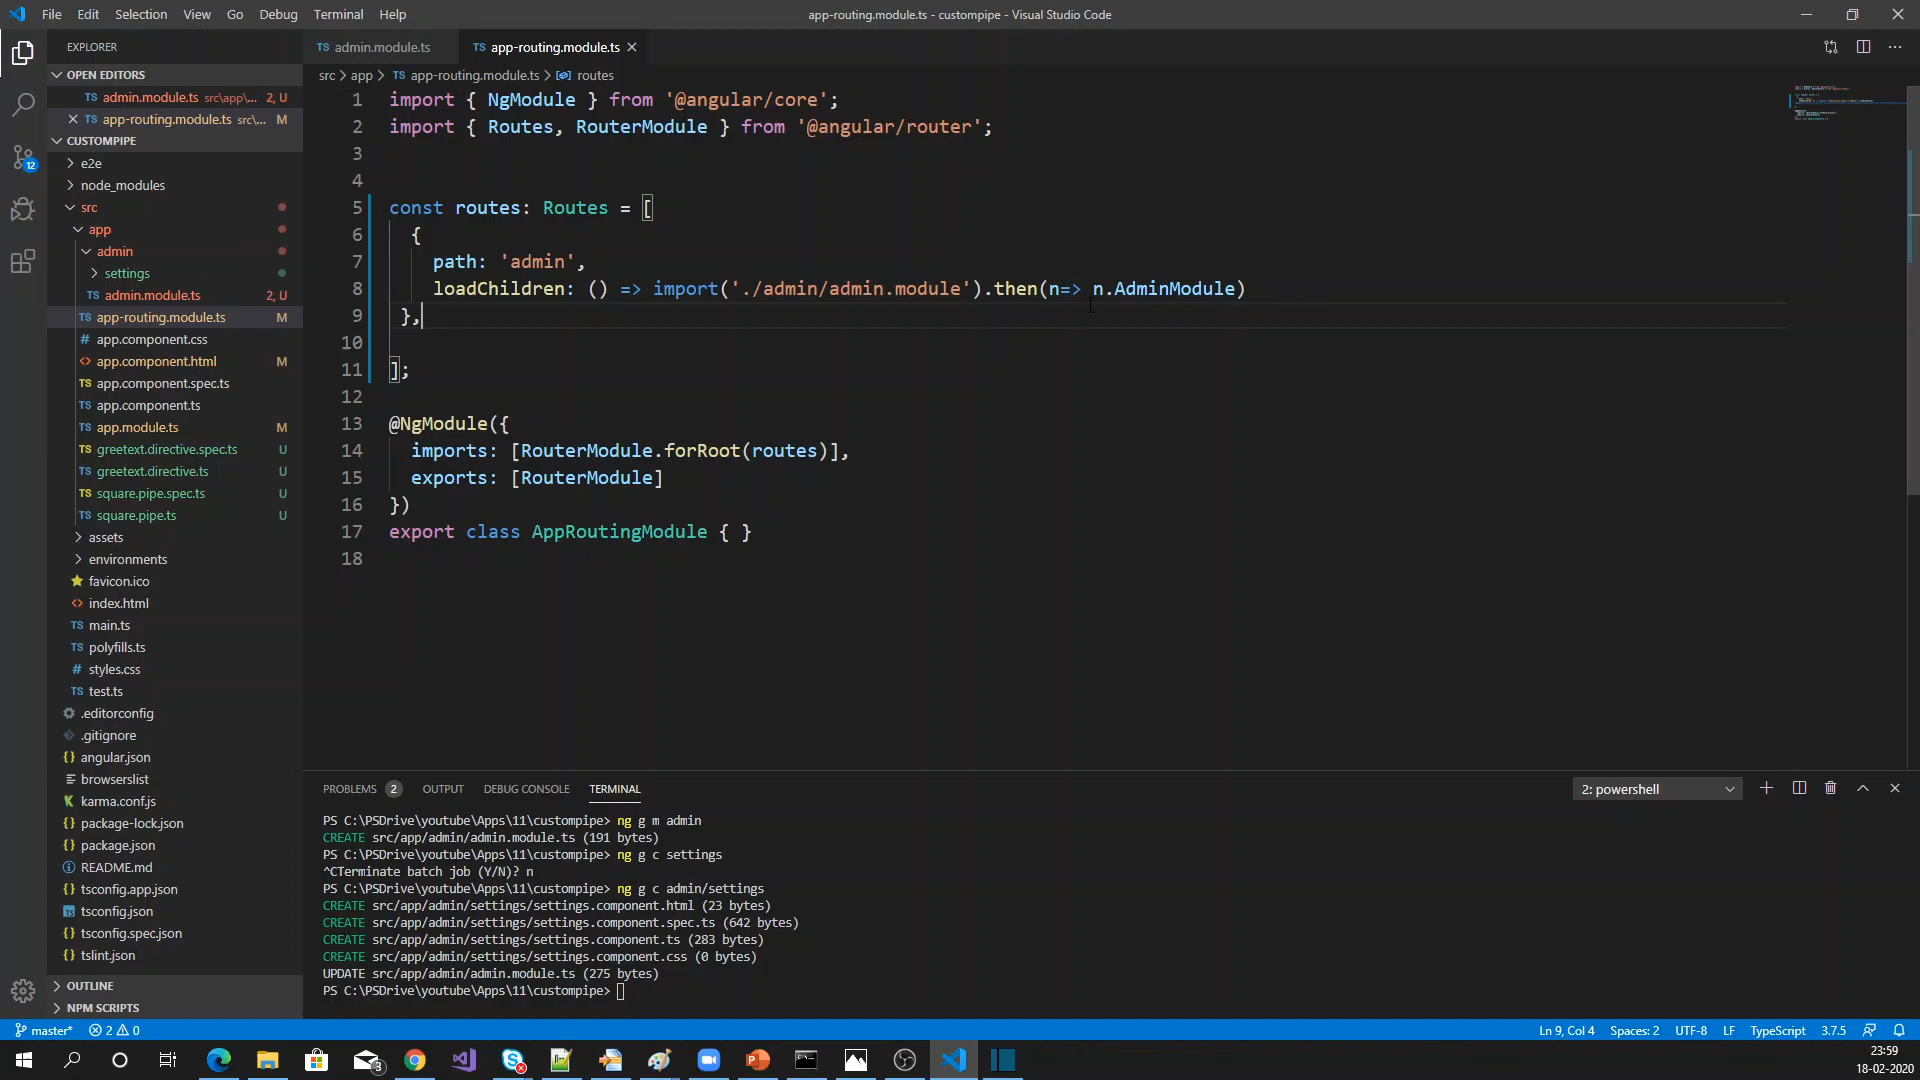 File Edit Selection View Go Debug Terminal Help
app-routing.module.ts - custompipe - Visual Studio Code
EXPLORER
OPEN EDITORS
TS admin.module.ts src\app\... 2, U
TS app-routing.module.ts src\... M
CUSTOMPIPE
e2e
node_modules
src
app
admin
settings
TS admin.module.ts 2, U
TS app-routing.module.ts M
# app.component.css
<> app.component.html M
TS app.component.spec.ts
TS app.component.ts
TS app.module.ts M
TS greetext.directive.spec.ts U
TS greetext.directive.ts U
TS square.pipe.spec.ts U
TS square.pipe.ts U
assets
environments
favicon.ico
<> index.html
TS main.ts
TS polyfills.ts
# styles.css
TS test.ts
.editorconfig
.gitignore
{} angular.json
browserslist
K karma.conf.js
{} package-lock.json
{} package.json
README.md
{} tsconfig.app.json
tsconfig.json
{} tsconfig.spec.json
{} tslint.json
OUTLINE
NPM SCRIPTS
12
TS admin.module.ts TS app-routing.module.ts
src > app > TS app-routing.module.ts > routes
1 import { NgModule } from '@angular/core';
2 import { Routes, RouterModule } from '@angular/router';
3
4
5 const routes: Routes = [
6 {
7 path: 'admin',
8 loadChildren: () => import('./admin/admin.module').then(n=> n.AdminModule)
9 },
10
11 ];
12
13 @NgModule({
14 imports: [RouterModule.forRoot(routes)],
15 exports: [RouterModule]
16 })
17 export class AppRoutingModule { }
18
PROBLEMS 2 OUTPUT DEBUG CONSOLE TERMINAL 2: powershell
PS C:\PSDrive\youtube\Apps\11\custompipe> ng g m admin
CREATE src/app/admin/admin.module.ts (191 bytes)
PS C:\PSDrive\youtube\Apps\11\custompipe> ng g c settings
^CTerminate batch job (Y/N)? n
PS C:\PSDrive\youtube\Apps\11\custompipe> ng g c admin/settings
CREATE src/app/admin/settings/settings.component.html (23 bytes)
CREATE src/app/admin/settings/settings.component.spec.ts (642 bytes)
CREATE src/app/admin/settings/settings.component.ts (283 bytes)
CREATE src/app/admin/settings/settings.component.css (0 bytes)
UPDATE src/app/admin/admin.module.ts (275 bytes)
PS C:\PSDrive\youtube\Apps\11\custompipe>
master* 2 0 Ln 9, Col 4 Spaces: 2 UTF-8 LF TypeScript 3.7.5
3
23:59
18-02-2020